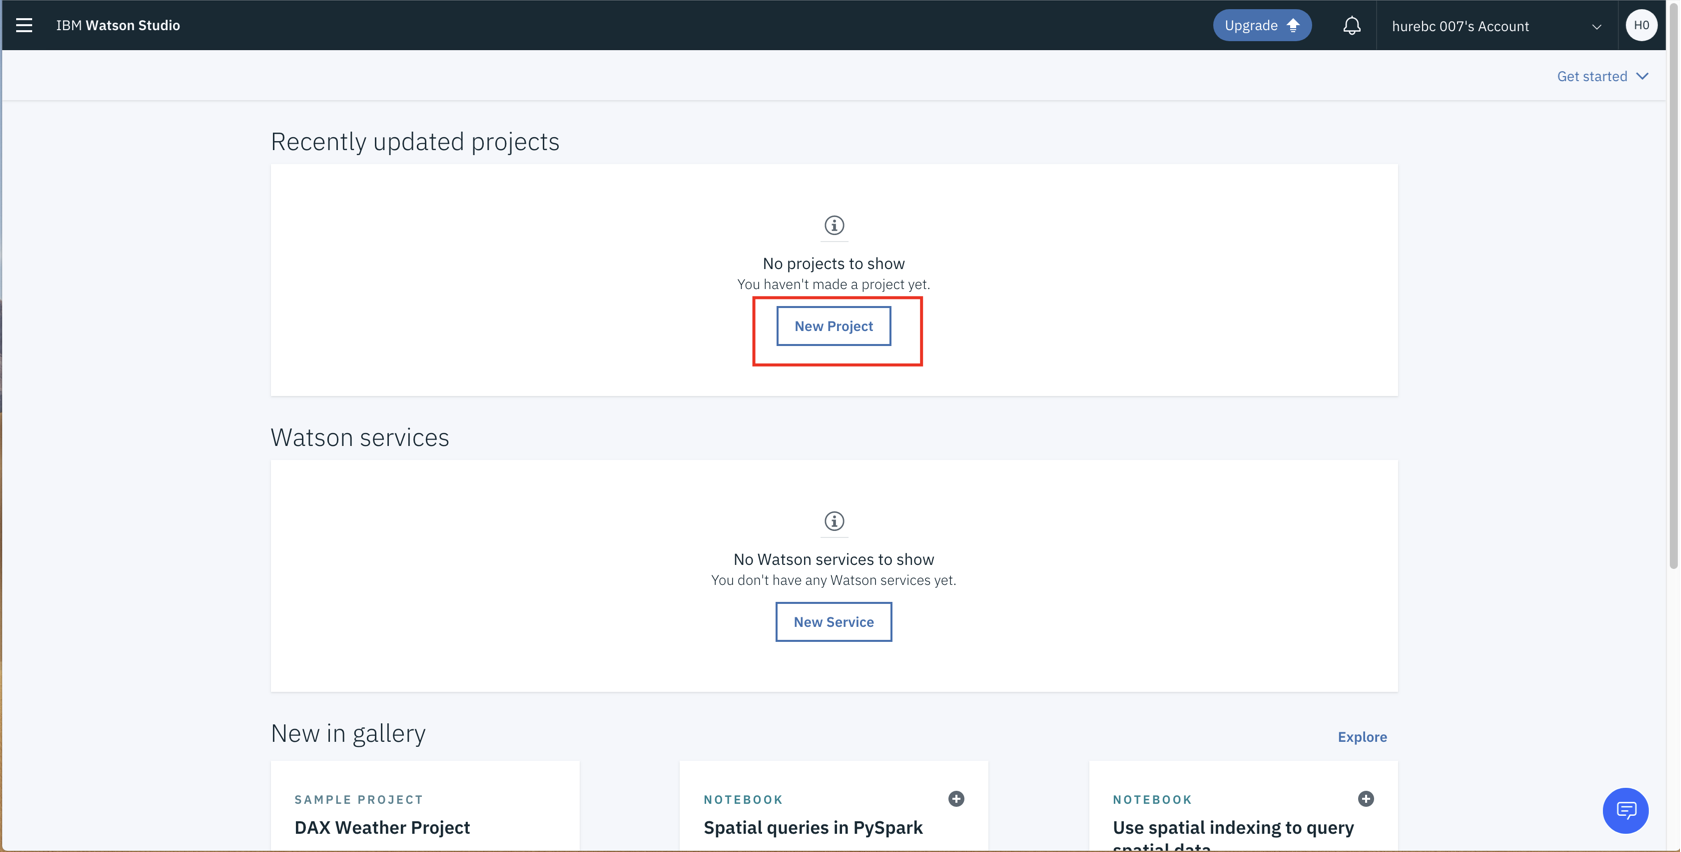 IBM Watson Studio
Upgrade
hurebc 007's Account
H0
Get started
Recently updated projects
No projects to show
You haven't made a project yet.
New Project
Watson services
No Watson services to show
You don't have any Watson services yet.
New Service
New in gallery
Explore
SAMPLE PROJECT
DAX Weather Project
NOTEBOOK
Spatial queries in PySpark
NOTEBOOK
Use spatial indexing to query
spatial data